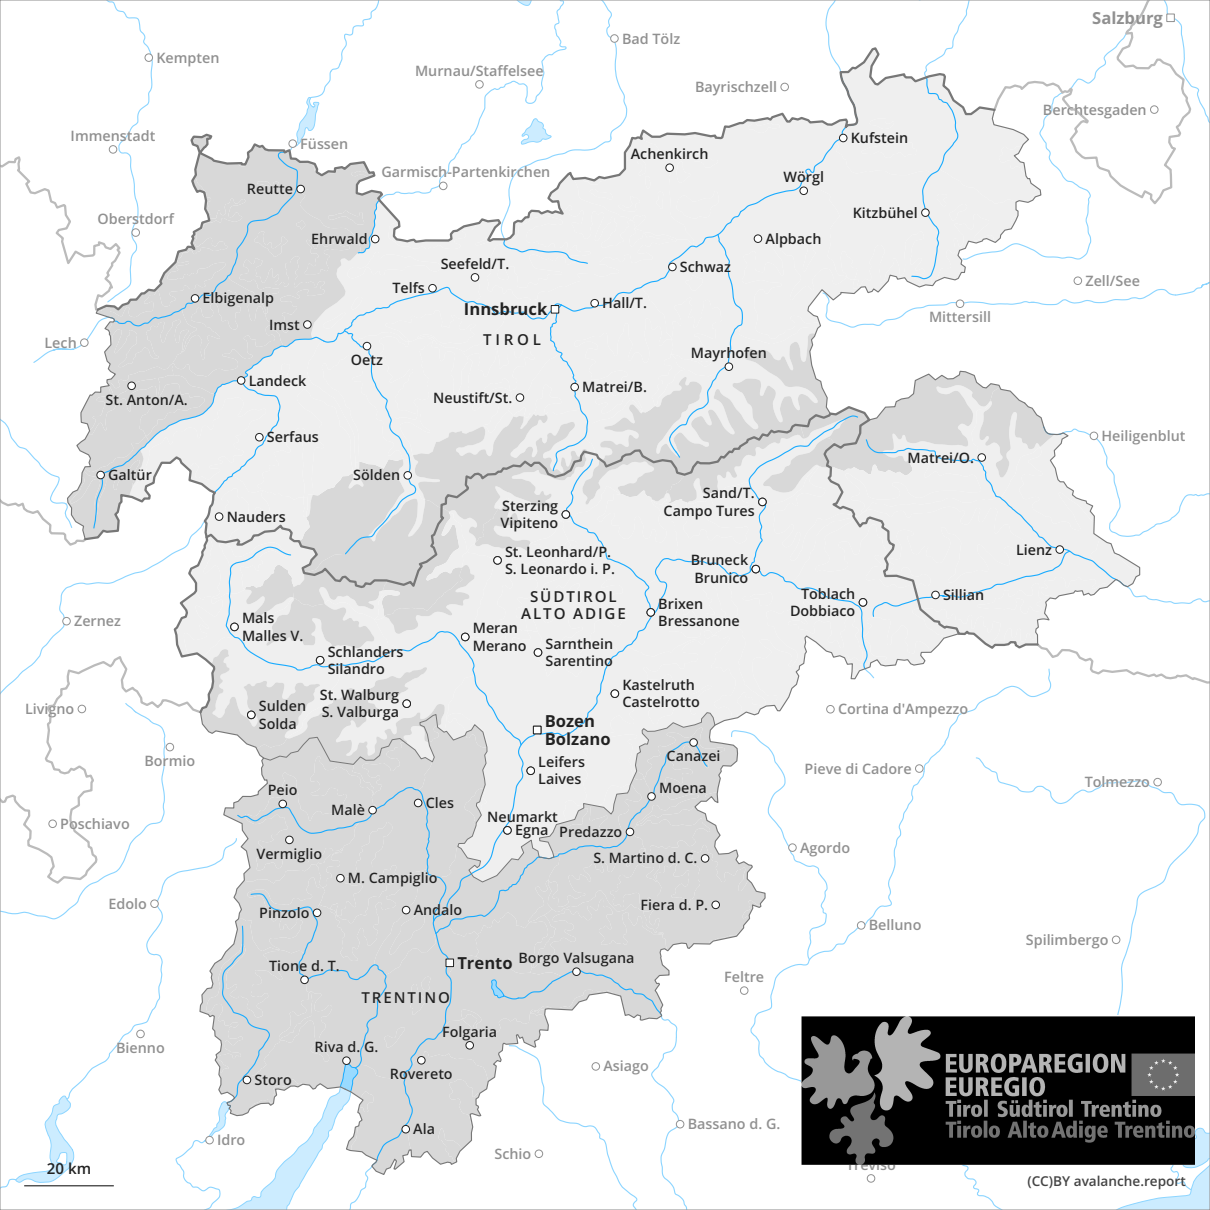 Salzburg
Bad Tölz
Kempten
Murnau/Staffelsee
Bayrischzell
Berchtesgaden
Immenstadt
Füssen
Kufstein
Achenkirch
Garmisch-Partenkirchen
Wörgl
Reutte
Oberstdorf
Kitzbühel
Ehrwald
Alpbach
Seefeld/T.
Schwaz
Zell/See
Telfs
Elbigenalp
Hall/T.
Innsbruck
Mittersill
Imst
TIROL
Lech
Mayrhofen
Oetz
Landeck
Matrei/B.
St. Anton/A.
Neustift/St.
Serfaus
Heiligenblut
Matrei/O.
Galtür
Sölden
Sand/T.
Campo Tures
Sterzing
Vipiteno
Nauders
St. Leonhard/P.
S. Leonardo i. P.
Lienz
Bruneck
Brunico
SÜDTIROL
ALTO ADIGE
Toblach
Dobbiaco
Sillian
Brixen
Bressanone
Zernez
Mals
Malles V.
Meran
Merano
Sarnthein
Sarentino
Schlanders
Silandro
Kastelruth
Castelrotto
St. Walburg
S. Valburga
Livigno
Sulden
Solda
Cortina d'Ampezzo
Bozen
Bolzano
Bormio
Canazei
Leifers
Laives
Pieve di Cadore
Tolmezzo
Peio
Moena
Malè
Cles
Neumarkt
Egna
Poschiavo
Predazzo
Vermiglio
Agordo
S. Martino d. C.
M. Campiglio
Edolo
Pinzolo
Andalo
Fiera d. P.
Belluno
Spilimbergo
Trento
Borgo Valsugana
Tione d. T.
Feltre
TRENTINO
Folgaria
Bienno
Riva d. G.
Rovereto
Asiago
Storo
EUROPAREGION
EUREGIO
Tirol Südtirol Trentino
Tirolo Alto Adige Trentino
Ala
Bassano d. G.
Idro
Schio
Treviso
20 km
(CC)BY avalanche.report